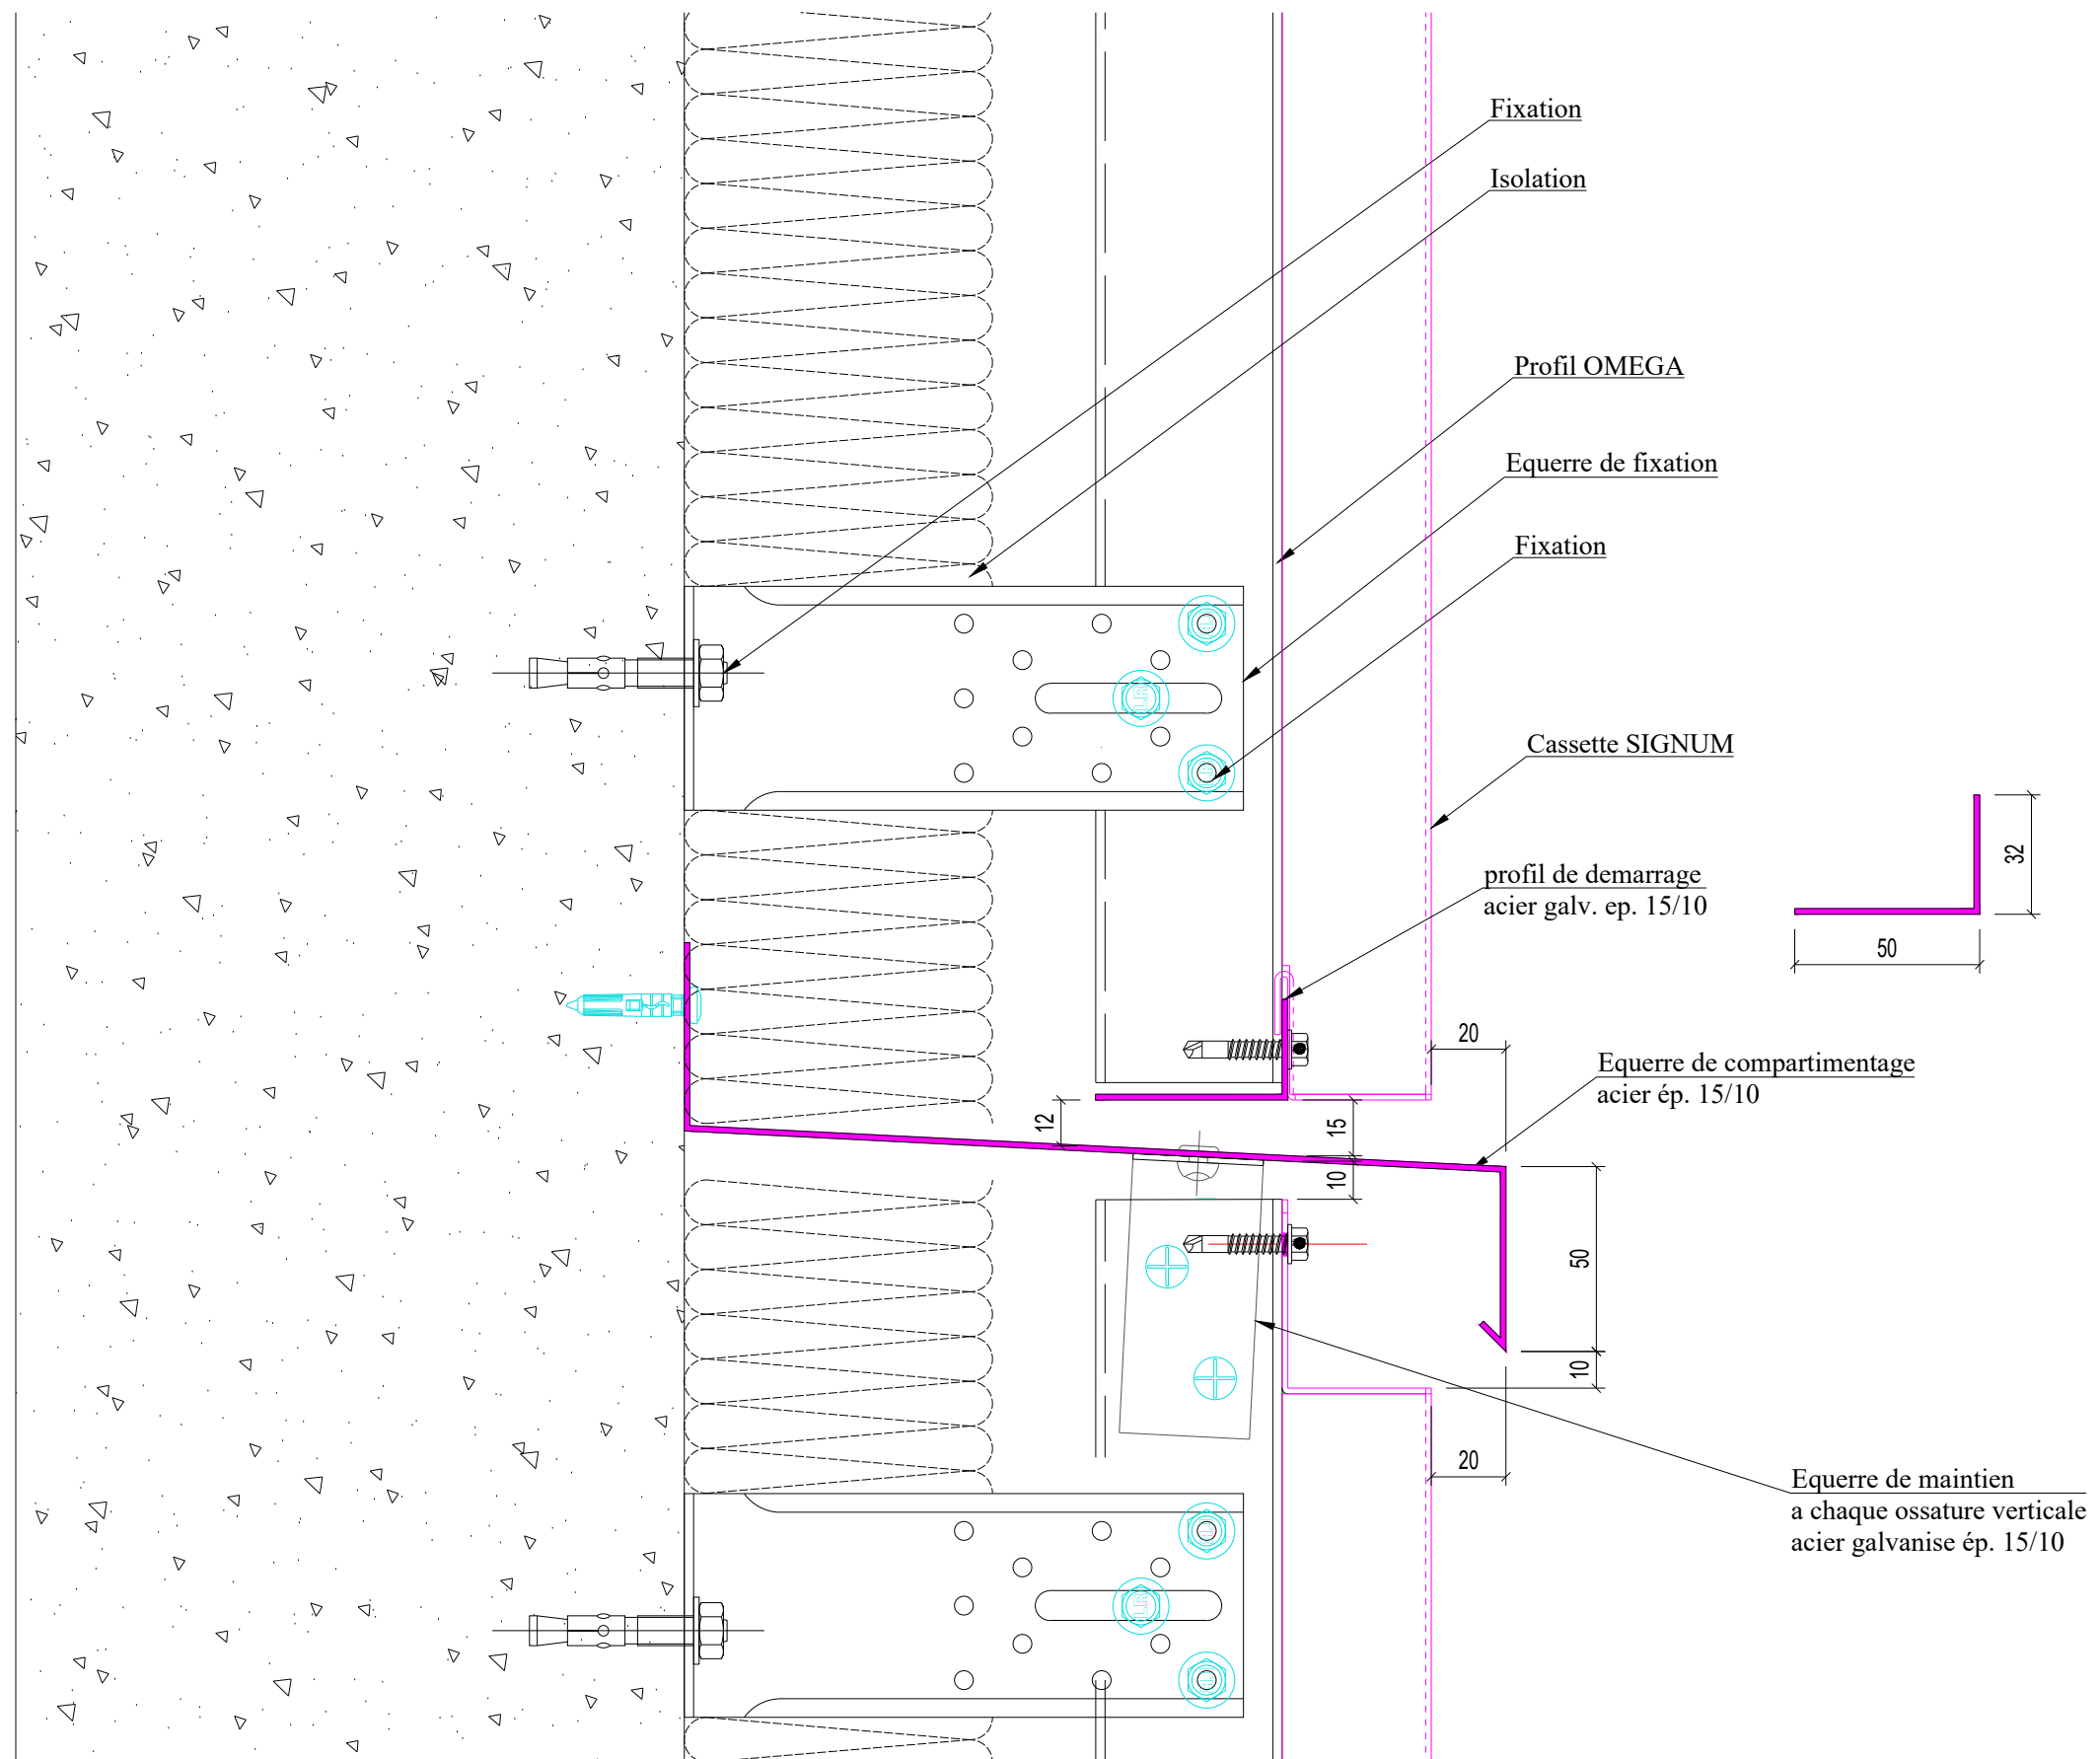 Fixation
Isolation
Profil OMEGA
Equerre de fixation
Fixation
Cassette SIGNUM
32
profil de demarrage
acier galv. ep. 15/10
50
20
Equerre de compartimentage
acier ép. 15/10
12
15
10
50
10
20
Equerre de maintien
a chaque ossature verticale
acier galvanise ép. 15/10